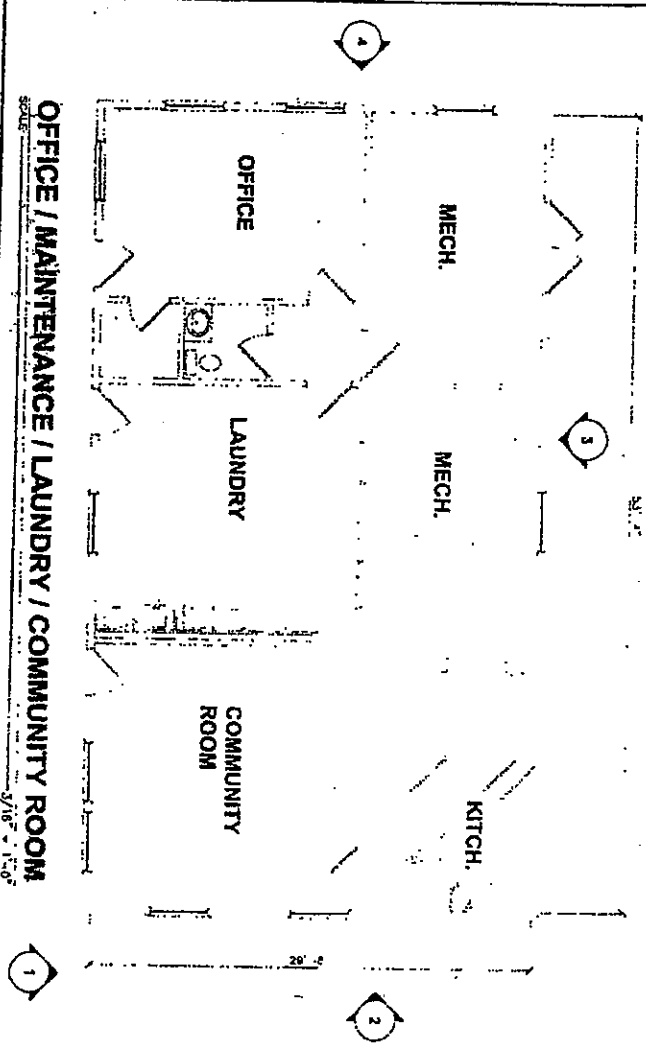 4
OFFICE
MECH.
3
LAUNDRY
MECH.
COMMUNITY
ROOM
KITCH.
2
1
OFFICE / MAINTENANCE / LAUNDRY / COMMUNITY ROOM
SCALE:
3/16" = 1'-0"